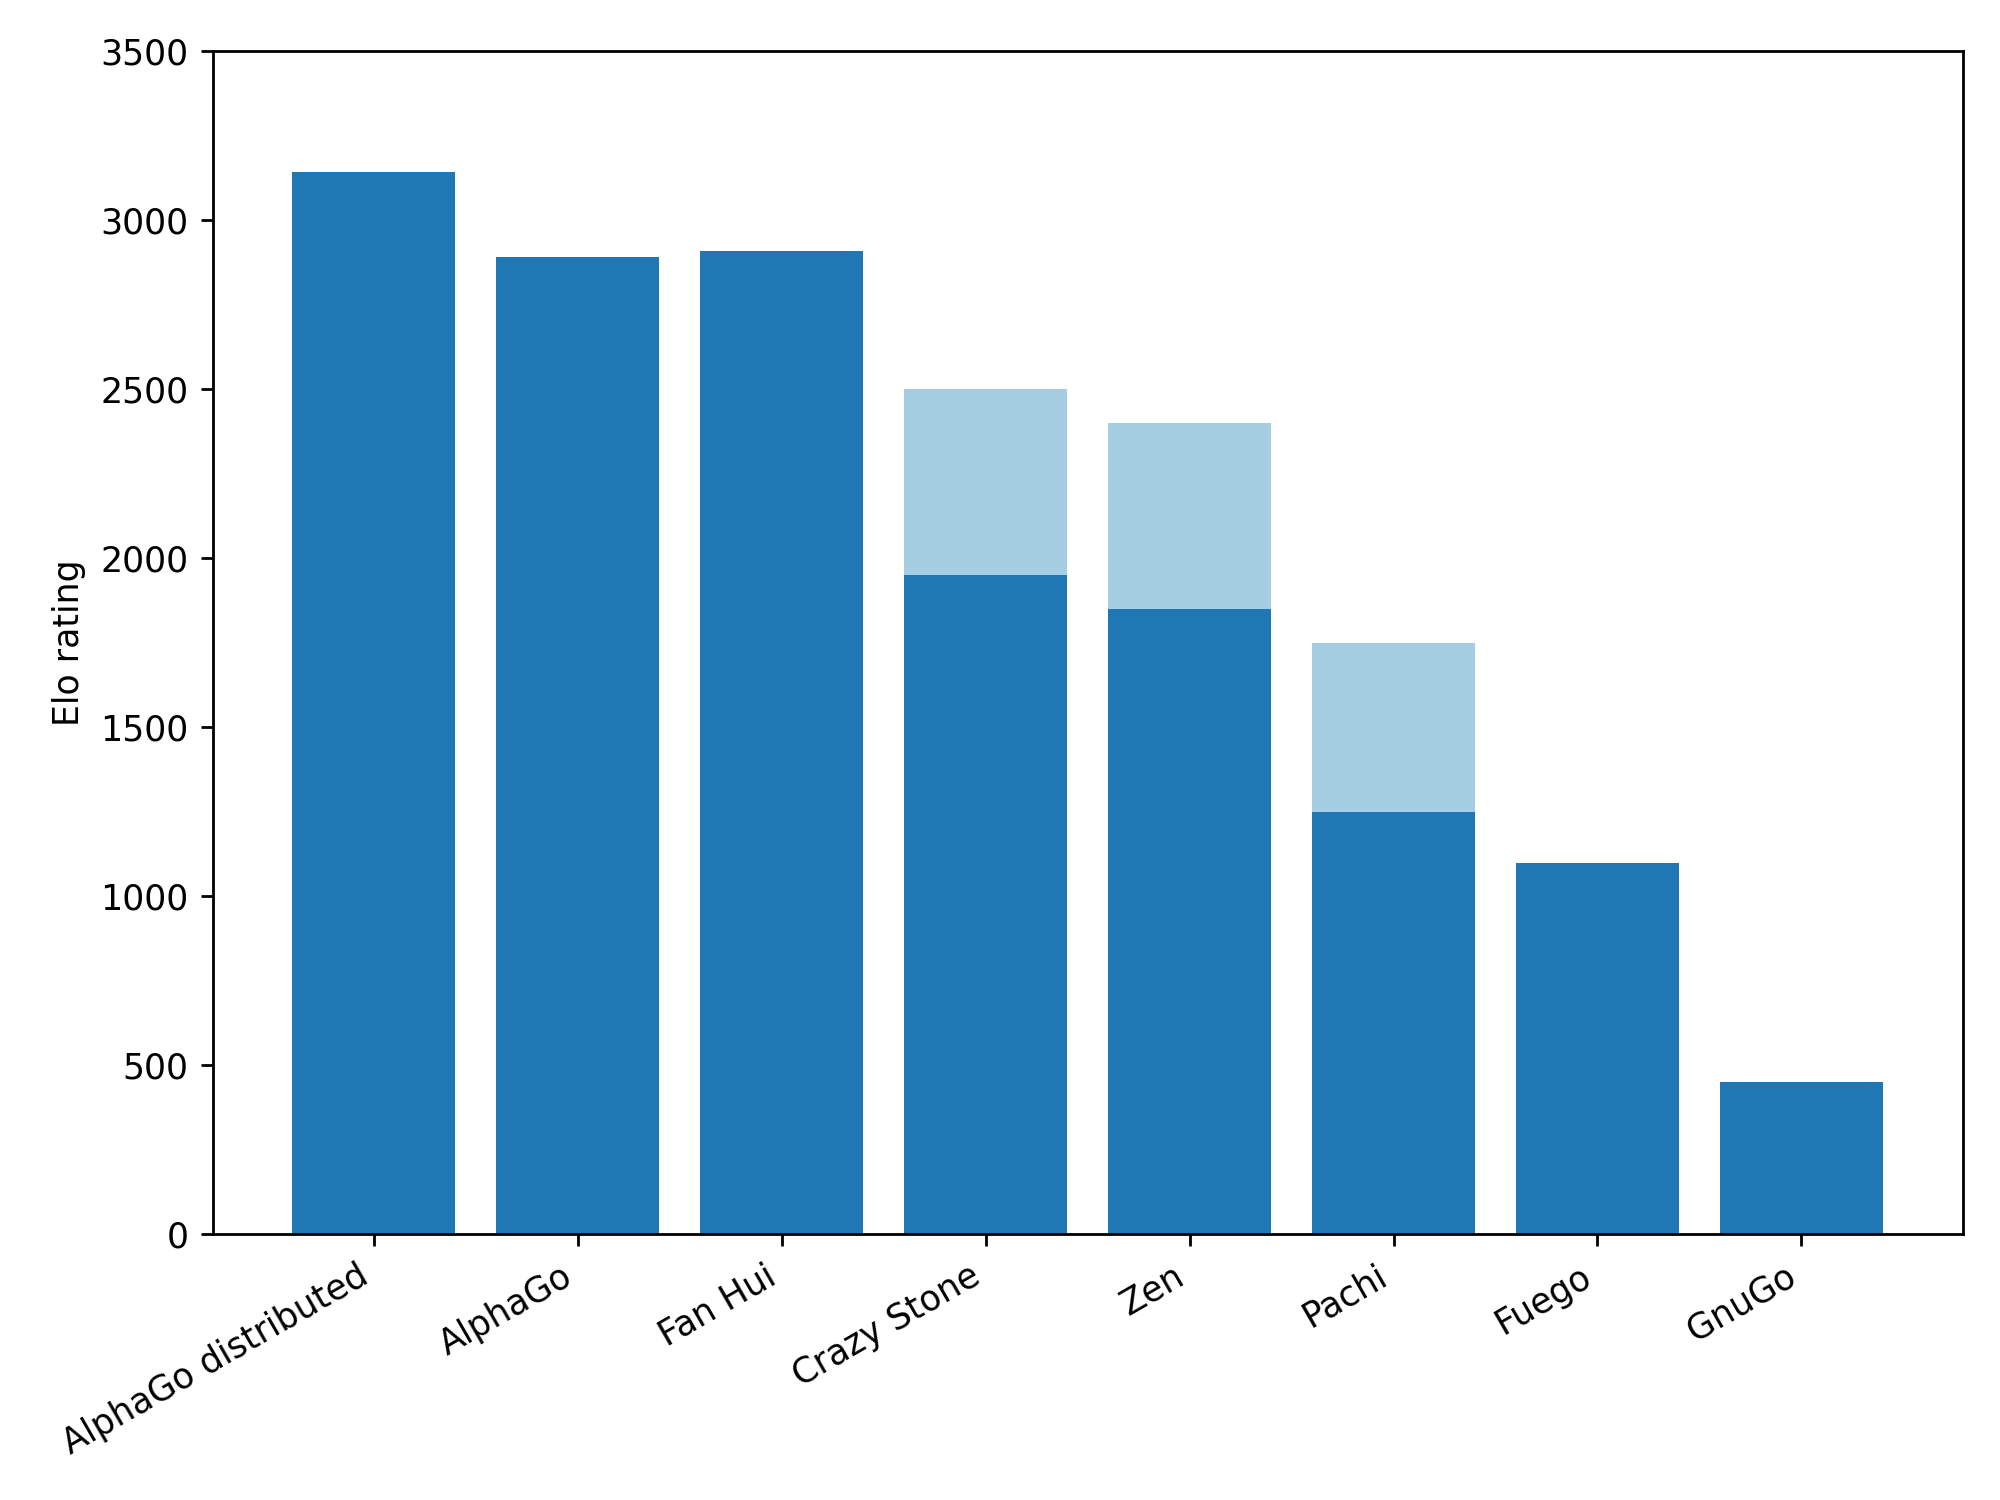 3500
3000
2500
2000
1500
1000
500
0
Elo rating
AlphaGo distributed
AlphaGo
Fan Hui
Crazy Stone
Zen
Pachi
Fuego
GnuGo